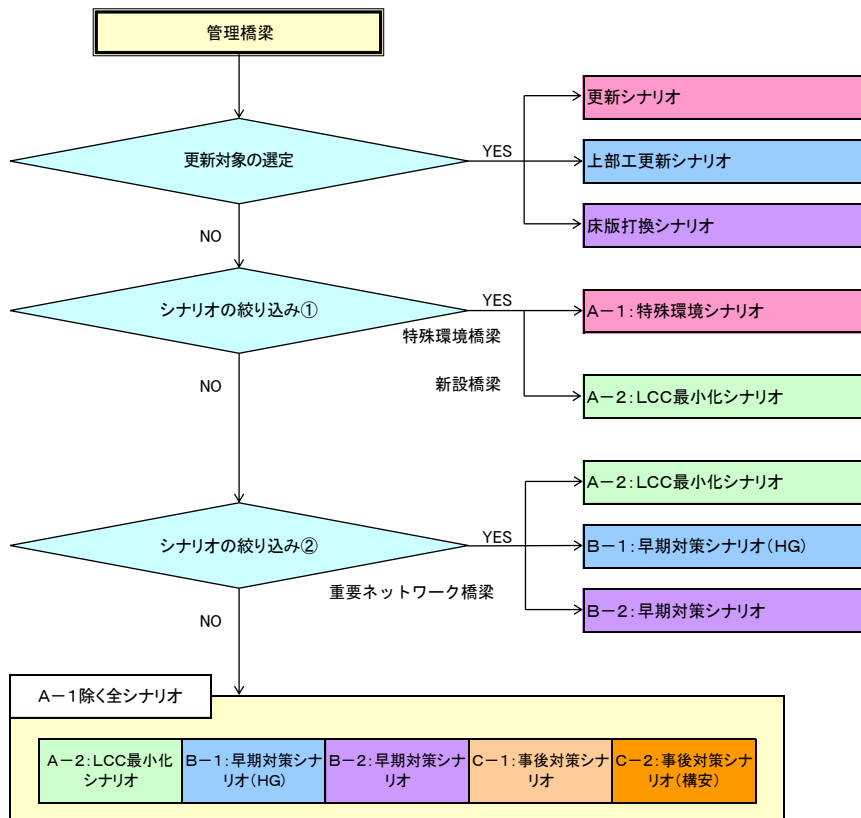 管理橋梁
更新対象の選定
YES
更新シナリオ
上部工更新シナリオ
床版打換シナリオ
NO
シナリオの絞り込み①
YES
特殊環境橋梁
新設橋梁
A－1：特殊環境シナリオ
A－2：LCC最小化シナリオ
NO
シナリオの絞り込み②
YES
重要ネットワーク橋梁
A－2：LCC最小化シナリオ
B－1：早期対策シナリオ（HG）
B－2：早期対策シナリオ
NO
A－1除く全シナリオ
A－2：LCC最小化
シナリオ
B－1：早期対策シナ
リオ（HG）
B－2：早期対策シナ
リオ
C－1：事後対策シナ
リオ
C－2：事後対策シナ
リオ（構安）